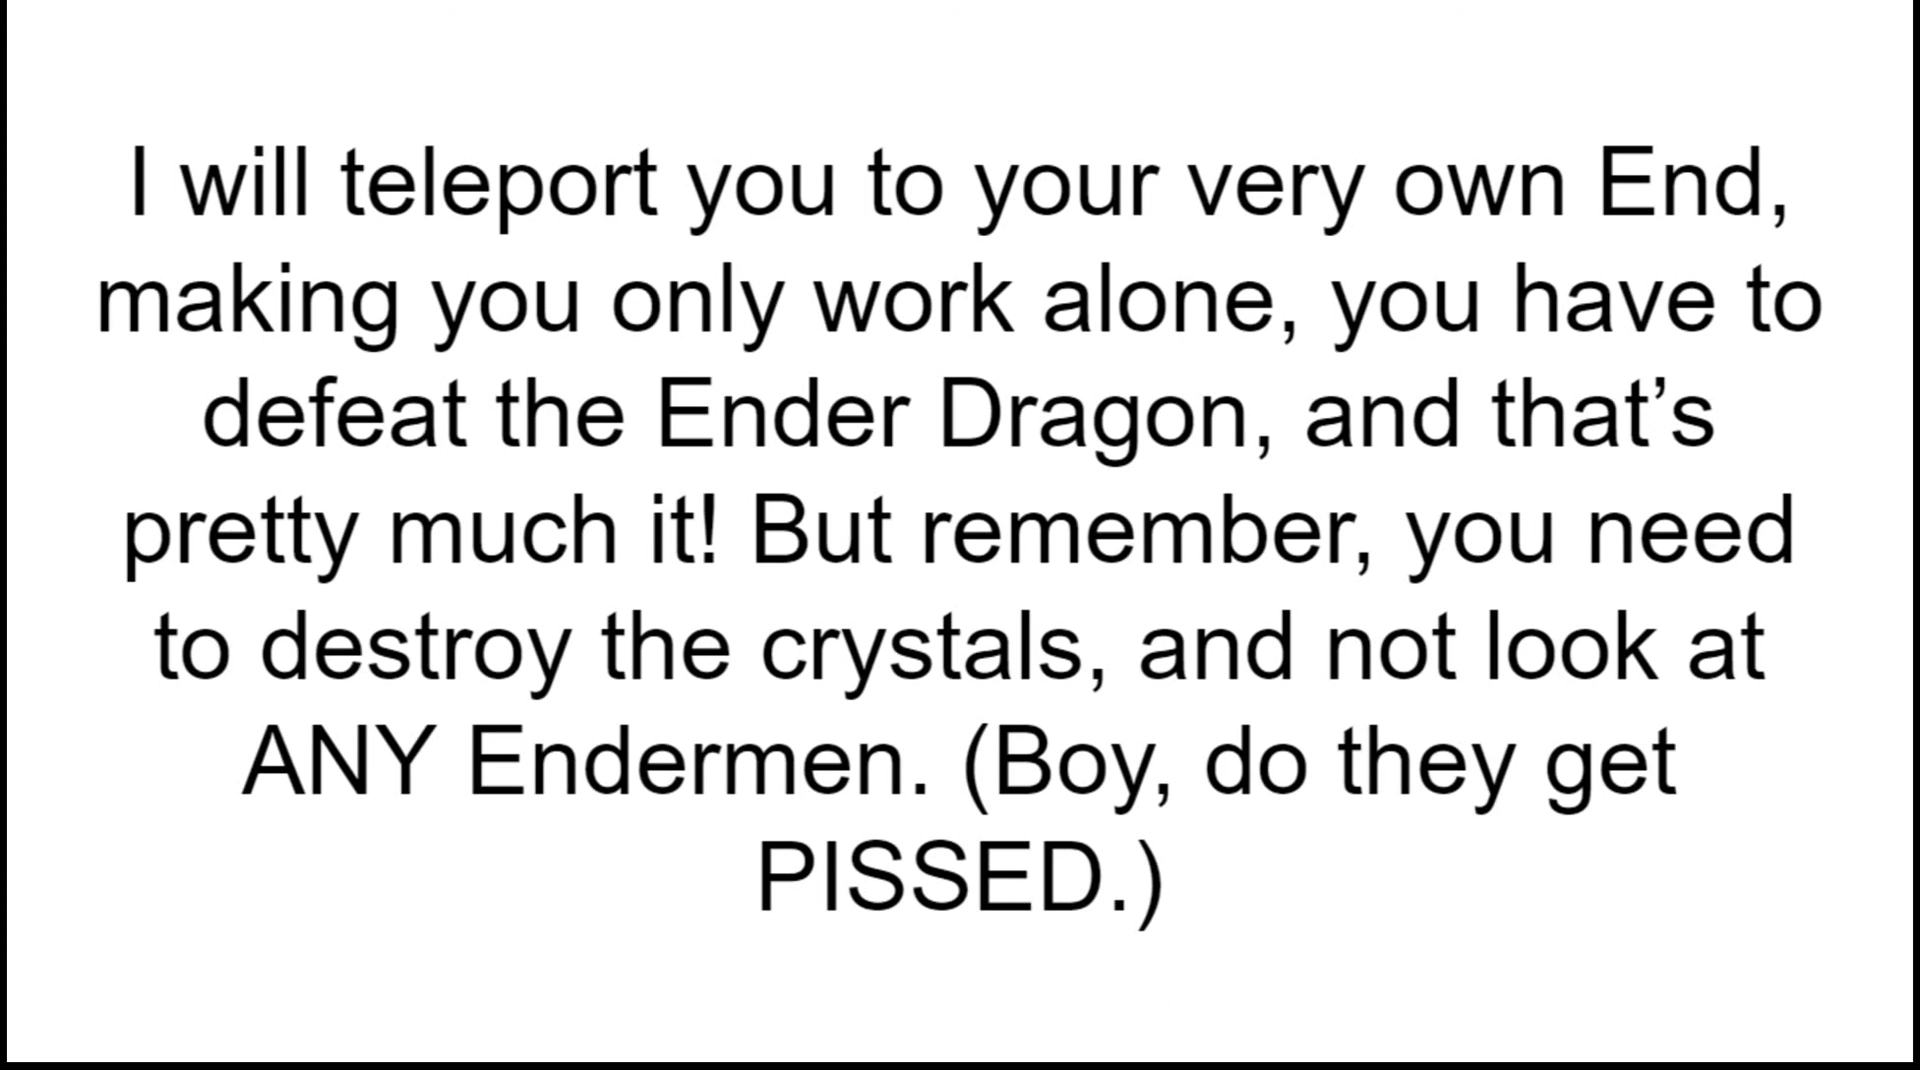 I will teleport you to your very own End,
making you only work alone, you have to
defeat the Ender Dragon, and that’s
pretty much it! But remember, you need
to destroy the crystals, and not look at
ANY Endermen. (Boy, do they get
PISSED.)